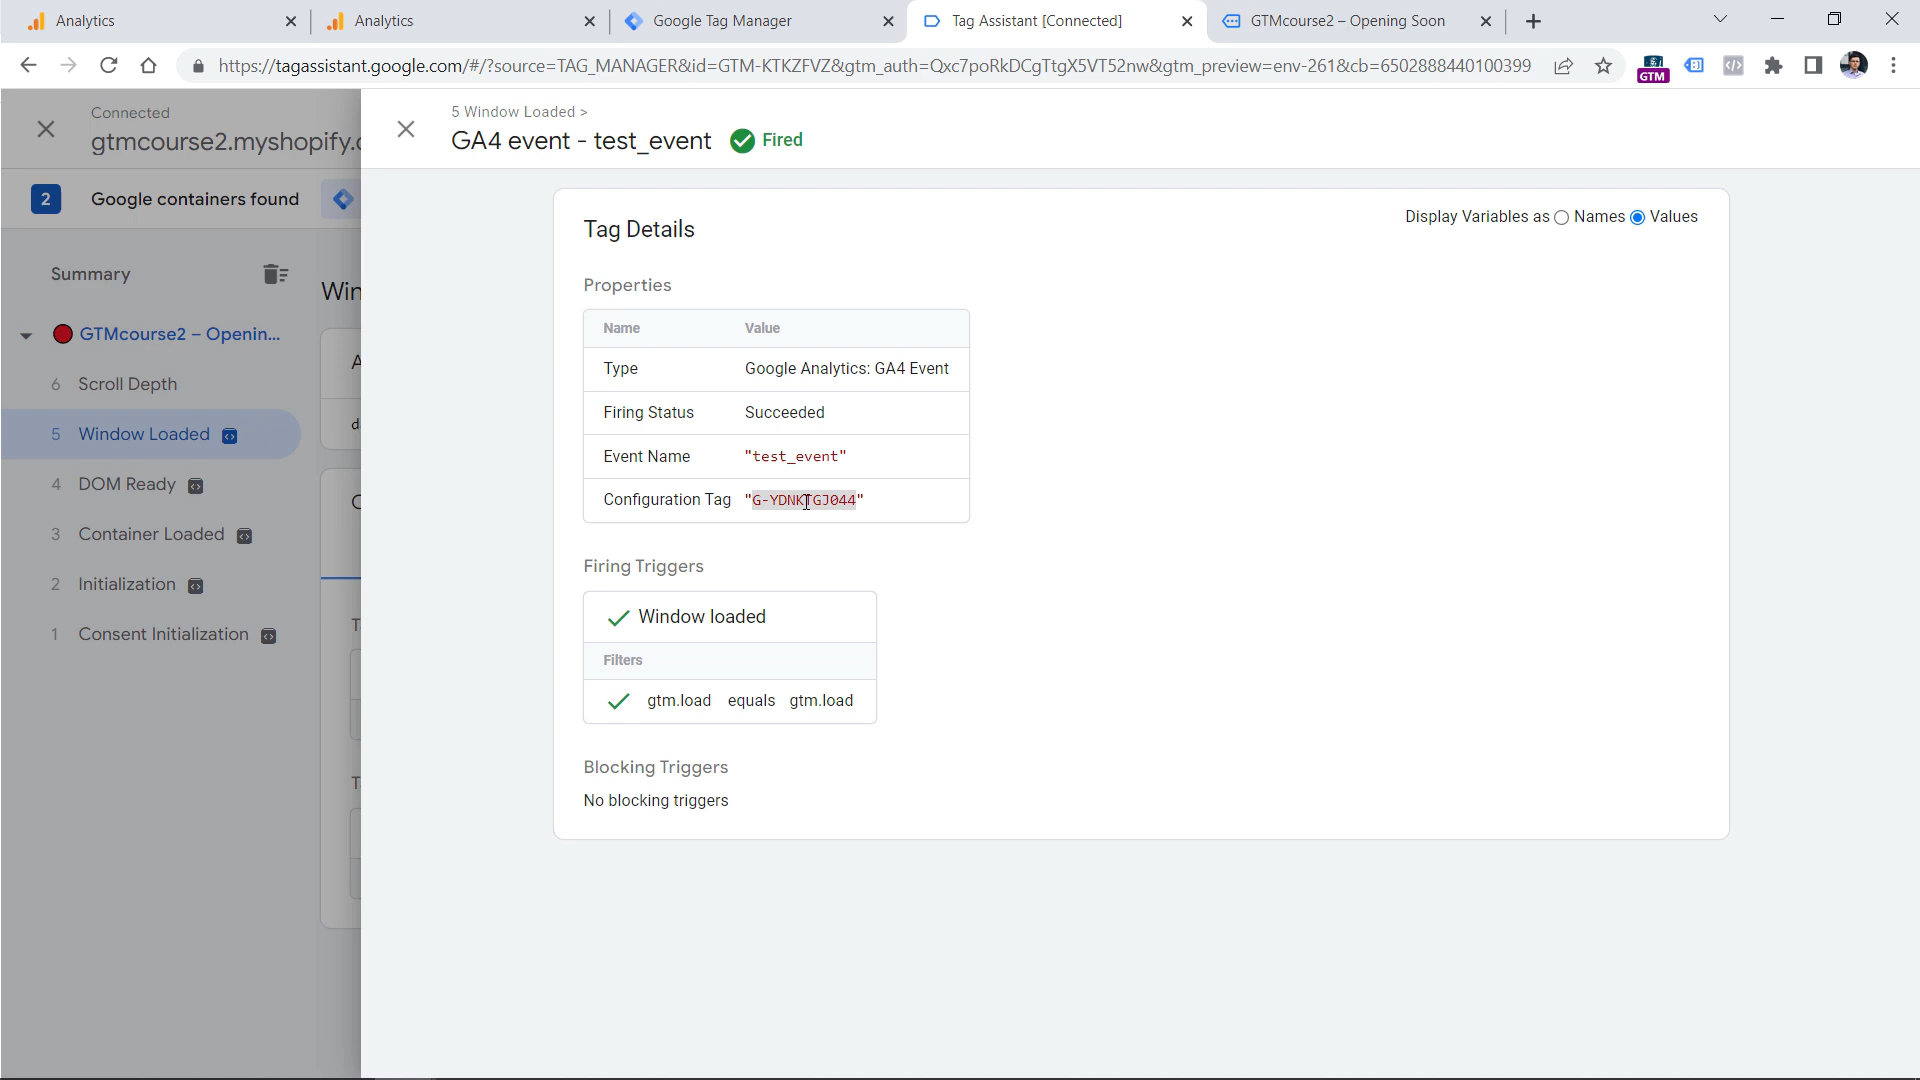 Analytics
Analytics
Google Tag Manager
Tag Assistant [Connected]
GTMcourse2 – Opening Soon
https://tagassistant.google.com/#/?source=TAG_MANAGER&id=GTM-KTKZFVZ&gtm_auth=Qxc7poRkDCgTtgX5VT52nw&gtm_preview=env-261&cb=6502888440100399
GTM
Connected
gtmcourse2.myshopify.c
2 Google containers found
Summary
GTMcourse2 – Openin...
6 Scroll Depth
5 Window Loaded
4 DOM Ready
3 Container Loaded
2 Initialization
1 Consent Initialization
Win
5 Window Loaded >
GA4 event - test_event Fired
Tag Details
Display Variables as Names Values
Properties
Name Value
Type Google Analytics: GA4 Event
Firing Status Succeeded
Event Name "test_event"
Configuration Tag "G-YDNKTGJ044"
Firing Triggers
Window loaded
Filters
gtm.load equals gtm.load
Blocking Triggers
No blocking triggers